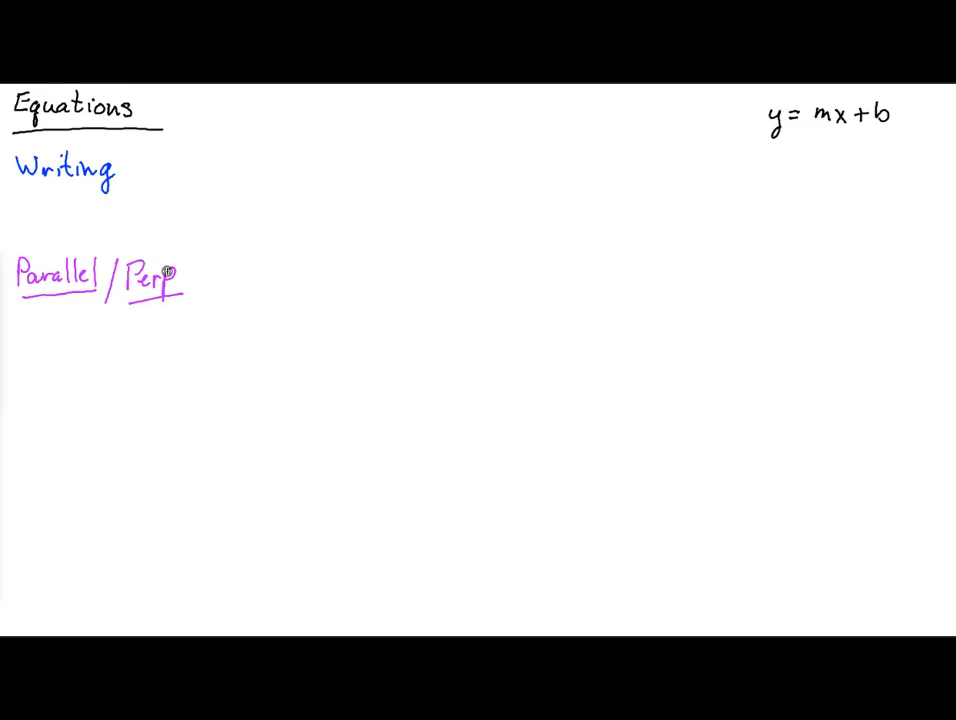 Equations
y = mx + b
Writing
Parallel / Perp